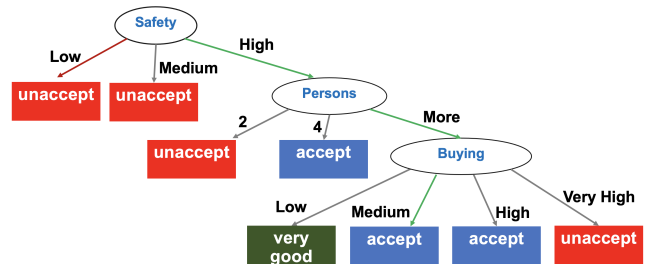 Safety
Low
Medium
High
unaccept
unaccept
Persons
2
4
More
unaccept
accept
Buying
Low
Medium
High
Very High
very
good
accept
accept
unaccept